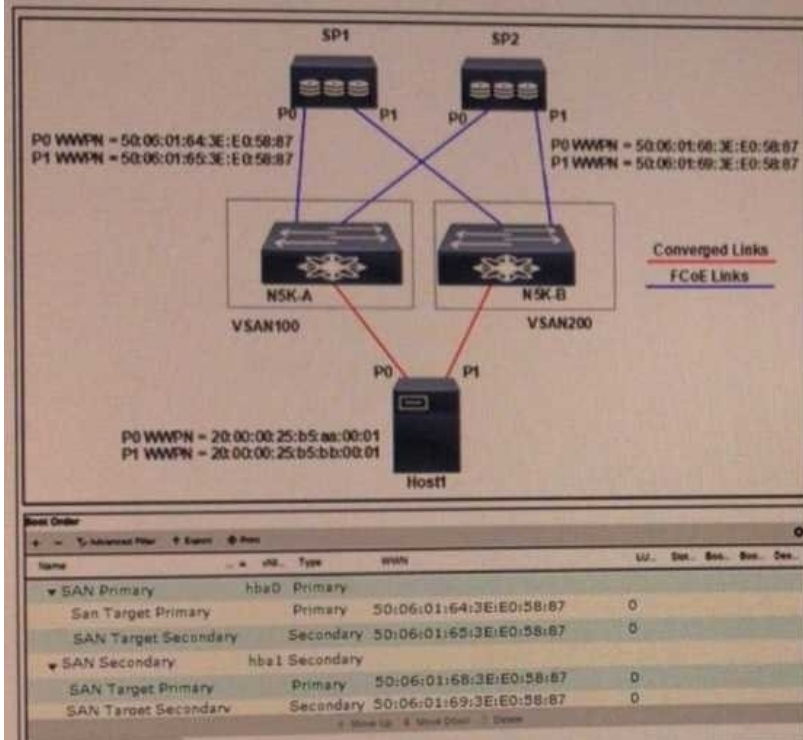 SP1 SP2
P0 P1 P0 P1
P0 WWPN = 50:06:01:64:3E:E0:58:87
P1 WWPN = 50:06:01:65:3E:E0:58:87
P0 WWPN = 50:06:01:68:3E:E0:58:87
P1 WWPN = 50:06:01:69:3E:E0:58:87
Converged Links
FCoE Links
N5K-A N5K-B
VSAN100 VSAN200
P0 P1
P0 WWPN = 20:00:00:25:b5:aa:00:01
P1 WWPN = 20:00:00:25:b5:bb:00:01
Host1
Boot Order
+ - Advanced Filter Export Print
Name Type WWN LU... Bo... Bo... Des...
SAN Primary hba0 Primary
San Target Primary Primary 50:06:01:64:3E:E0:58:87 0
SAN Target Secondary Secondary 50:06:01:65:3E:E0:58:87 0
SAN Secondary hba1 Secondary
SAN Target Primary Primary 50:06:01:68:3E:E0:58:87 0
SAN Target Secondary Secondary 50:06:01:69:3E:E0:58:87 0
Move Up Move Down Delete